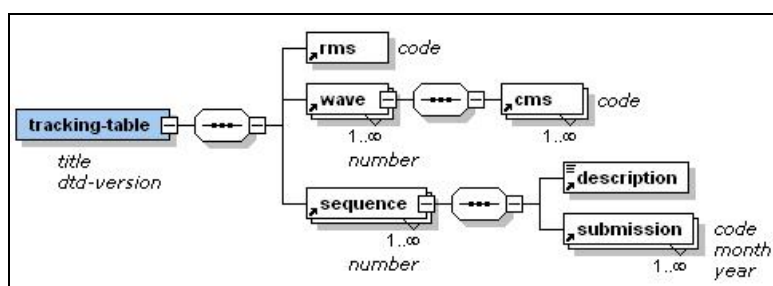 rms
code
wave
cms
code
1..∞
1..∞
number
tracking-table
title
dtd-version
sequence
1..∞
number
description
submission
1..∞
code
month
year